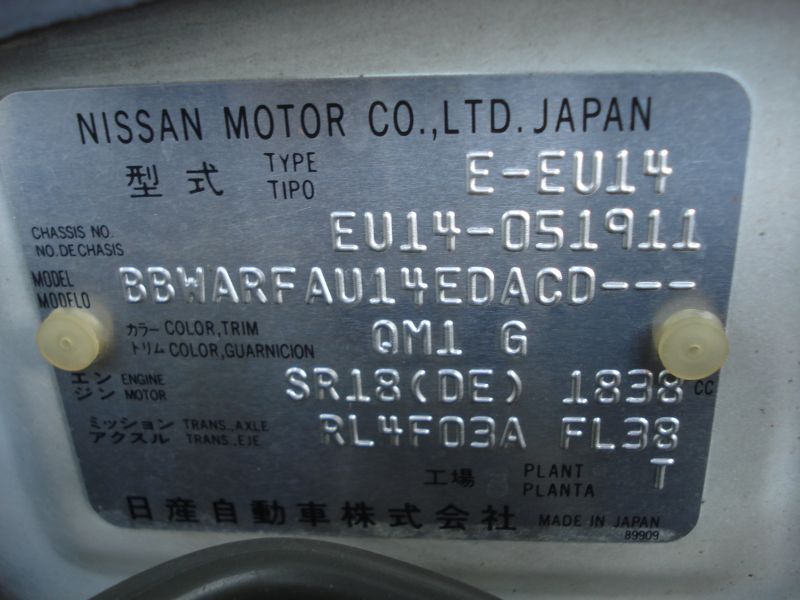 NISSAN MOTOR CO.,LTD. JAPAN
型式 TYPE TIPO E-EU14
CHASSIS NO. NO.DE CHASIS EU14-051911
MODEL MODELO BBWARFAU14EDACD---
カラー COLOR,TRIM QM1 G
トリム COLOR,GUARNICION
エンジン ENGINE MOTOR SR18(DE) 1838 CC
ミッション TRANS.,AXLE RL4F03A FL38
アクスル TRANS.,EJE
工場 PLANT PLANTA T
日産自動車株式会社 MADE IN JAPAN
89909